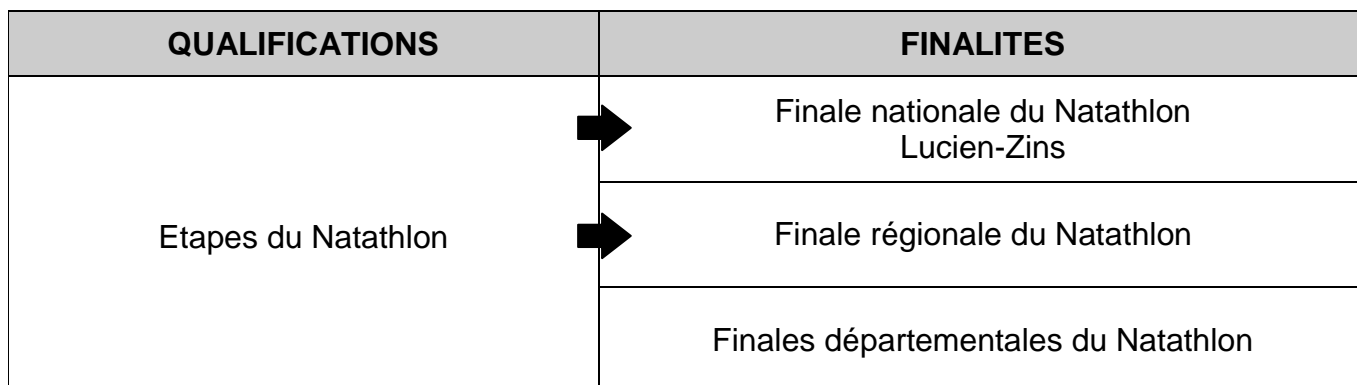 QUALIFICATIONS
FINALITES
Etapes du Natathlon
Finale nationale du Natathlon
Lucien-Zins
Finale régionale du Natathlon
Finales départementales du Natathlon